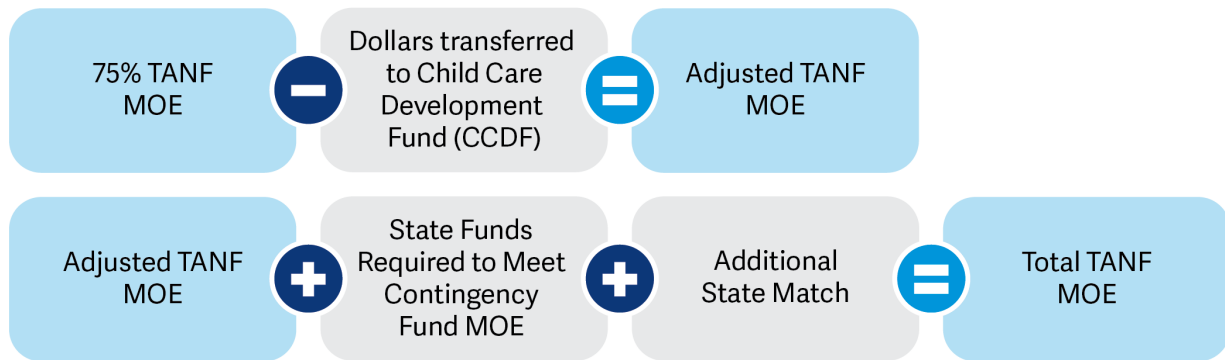 75% TANF
MOE
−
Dollars transferred
to Child Care
Development
Fund (CCDF)
=
Adjusted TANF
MOE
Adjusted TANF
MOE
+
State Funds
Required to Meet
Contingency
Fund MOE
+
Additional
State Match
=
Total TANF
MOE